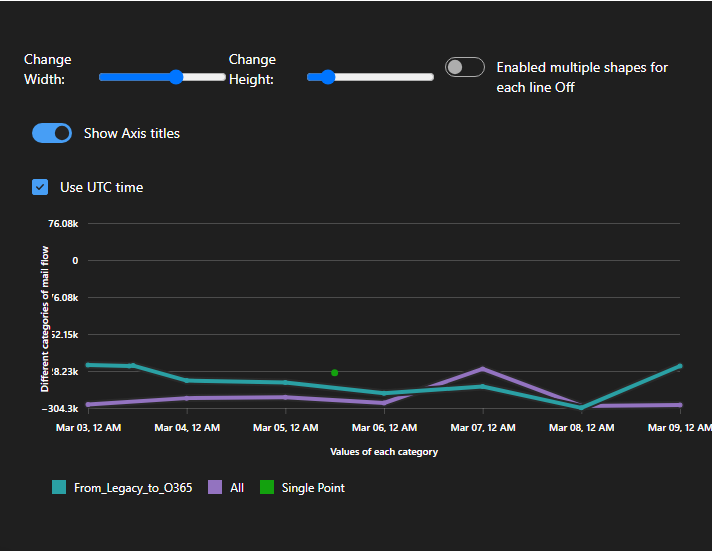 Change Width:
Change Height:
Enabled multiple shapes for
each line Off
Show Axis titles
Use UTC time
76.08k
0
76.08k
52.15k
8.23k
−304.3k
Different categories of mail flow
Mar 03, 12 AM
Mar 04, 12 AM
Mar 05, 12 AM
Mar 06, 12 AM
Mar 07, 12 AM
Mar 08, 12 AM
Mar 09, 12 AM
Values of each category
From_Legacy_to_O365
All
Single Point